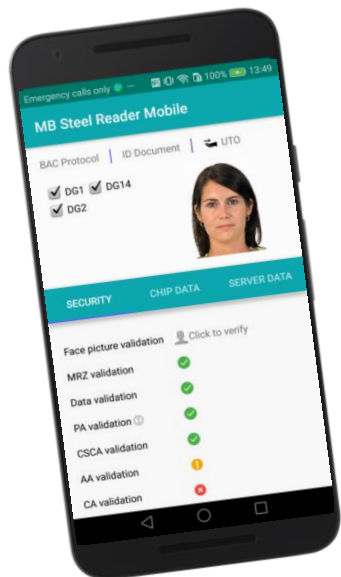 Emergency calls only ... 100% 13:49
MB Steel Reader Mobile
BAC Protocol | ID Document | UTO
DG1 DG14
DG2
SECURITY CHIP DATA SERVER DATA
Face picture validation Click to verify
MRZ validation
Data validation
PA validation
CSCA validation
AA validation
CA validation